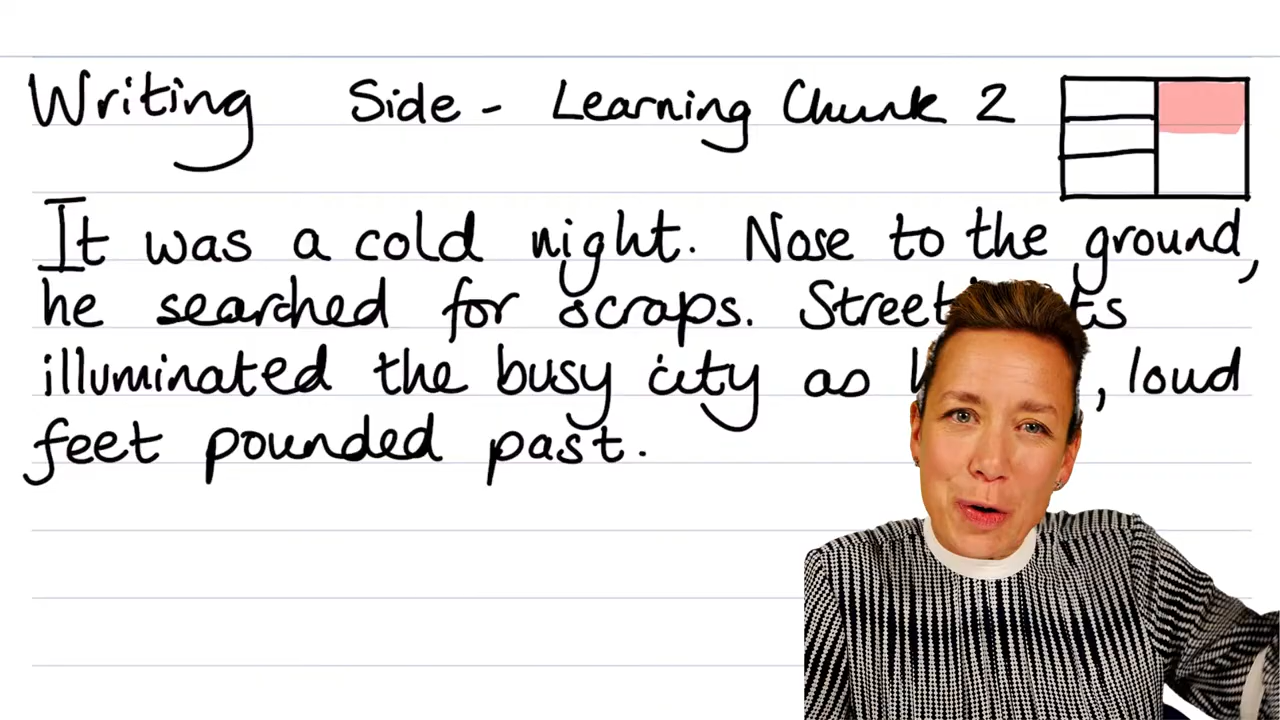 Writing Side - Learning Chunk 2
It was a cold night. Nose to the ground,
he searched for scraps.
illuminated the busy city as , loud
feet pounded past.